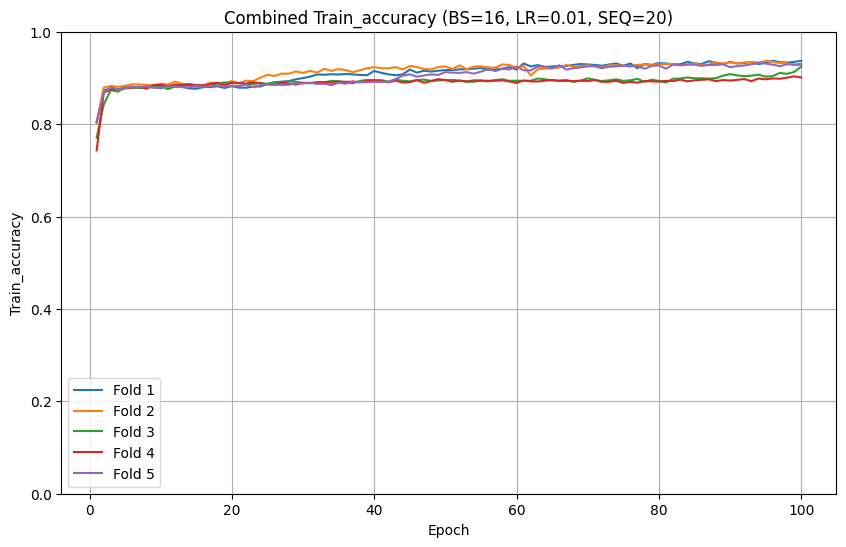 Combined Train_accuracy (BS=16, LR=0.01, SEQ=20)
Train_accuracy
1.0
0.8
0.6
0.4
0.2
0.0
Fold 1
Fold 2
Fold 3
Fold 4
Fold 5
0 20 40 60 80 100
Epoch